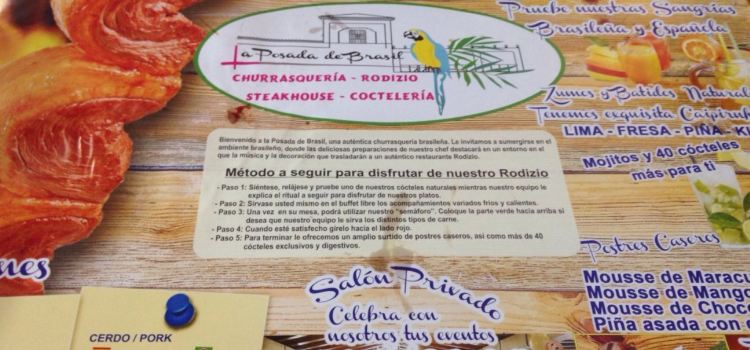 Pruebe nuestras Sangrías
Brasileña y Española
La Posada de Brasil
CHURRASQUERÍA - RODIZIO
STEAKHOUSE - COCTELERÍA
Zumos y Batidos Natural
Tenemos exquisita Caipiri
LIMA - FRESA - PIÑA - K
Mojitos y 40 cócteles
más para ti
Bienvenido a la Posada de Brasil, una auténtica churrasquería brasileña. Le invitamos a sumergirse en el
ambiente brasileño, donde las deliciosas preparaciones de nuestro chef destacará en un entorno en el
que la música y la decoración que trasladarán a un auténtico restaurante Rodizio.
Método a seguir para disfrutar de nuestro Rodizio
- Paso 1: Siéntese, relájese y pruebe uno de nuestros cócteles naturales mientras nuestro equipo le
explica el ritual a seguir para disfrutar de nuestros platos.
- Paso 2: Sírvase usted mismo en el buffet libre los acompañamientos variados fríos y calientes.
- Paso 3: Una vez en su mesa, podrá utilizar nuestro "semáforo". Coloque la parte verde hacia arriba si
desea que nuestro equipo le sirva los distintos tipos de carne.
- Paso 4: Cuando esté satisfecho gírelo hacia el lado rojo.
- Paso 5: Para terminar le ofrecemos un amplio surtido de postres caseros, así como más de 40
cócteles exclusivos y digestivos.
Postres Caseros
Mousse de Maracu
Mousse de Mang
Mousse de Choco
Piña asada con
nes
Salón Privado
Celebra con
nosotros tus eventos
CERDO / PORK